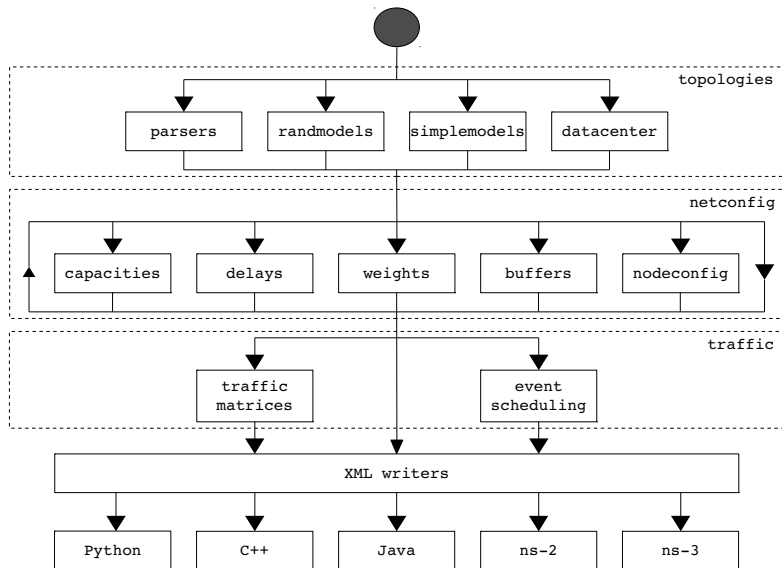 topologies
parsers
randmodels
simplemodels
datacenter
netconfig
capacities
delays
weights
buffers
nodeconfig
traffic
traffic
matrices
event
scheduling
XML writers
Python
C++
Java
ns-2
ns-3